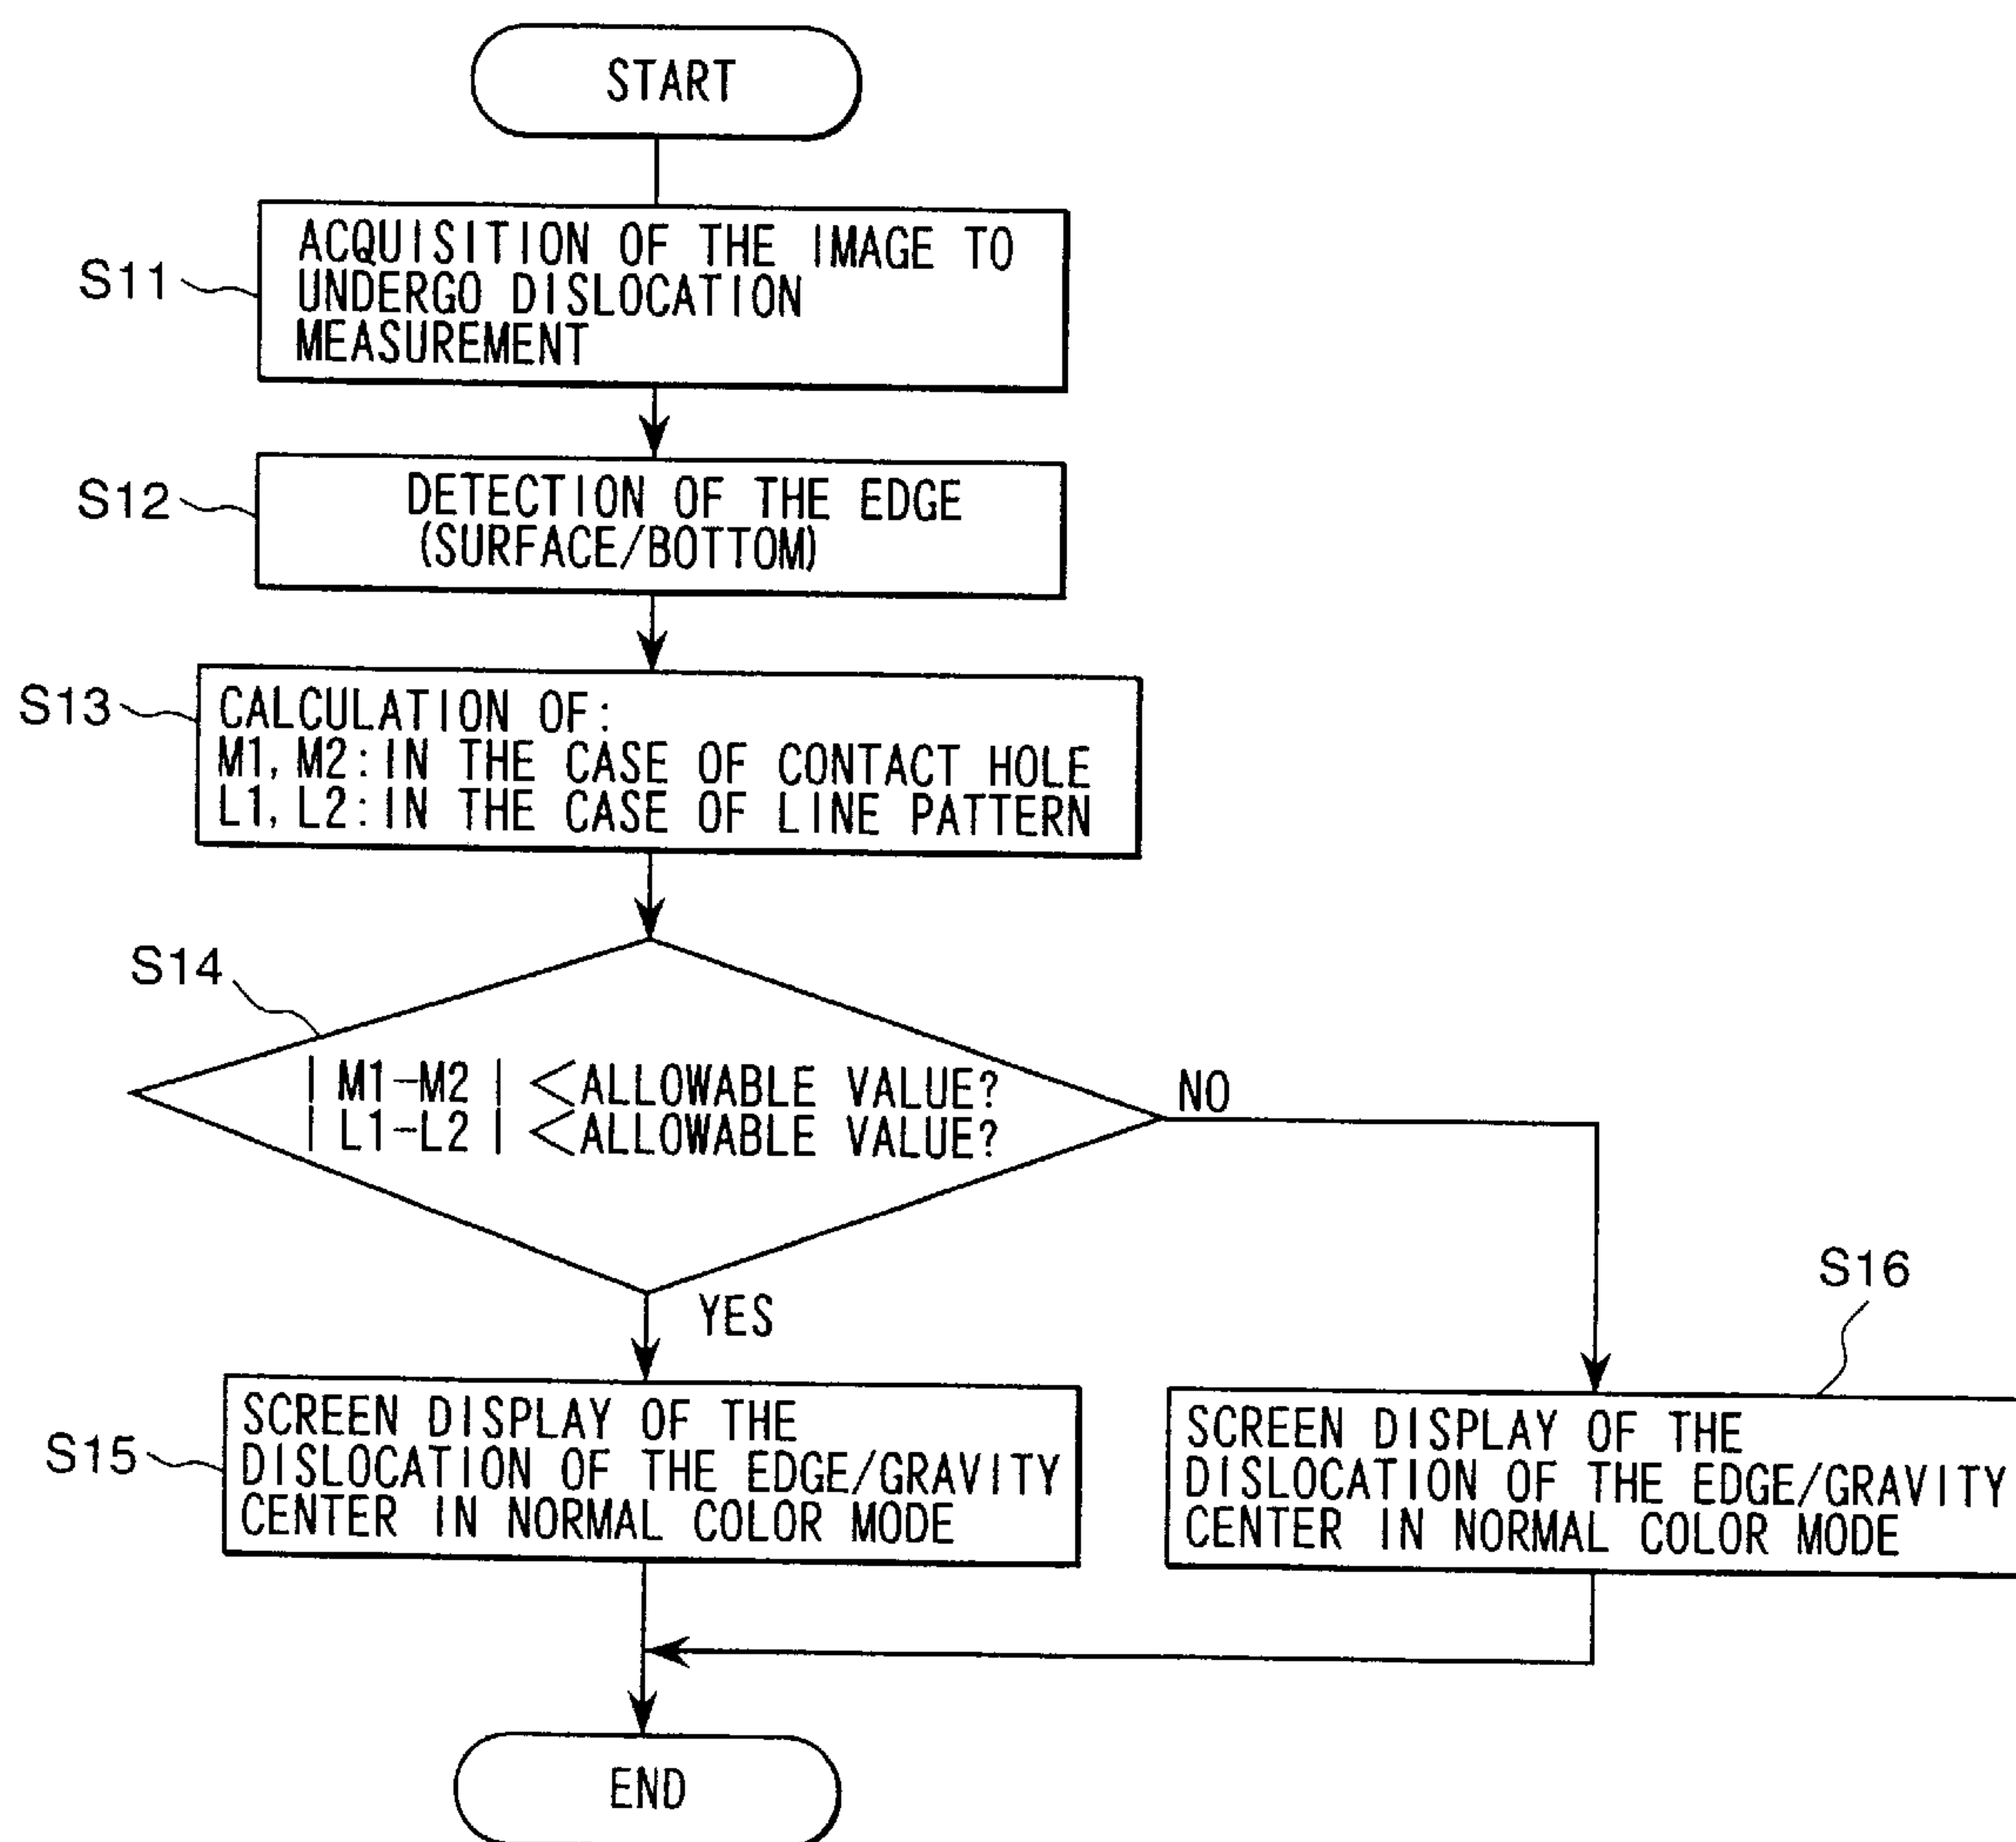 START
S11
ACQUISITION OF THE IMAGE TO
UNDERGO DISLOCATION
MEASUREMENT
S12
DETECTION OF THE EDGE
(SURFACE/BOTTOM)
S13
CALCULATION OF:
M1, M2: IN THE CASE OF CONTACT HOLE
L1, L2: IN THE CASE OF LINE PATTERN
S14
| M1-M2 | <ALLOWABLE VALUE?
| L1-L2 | <ALLOWABLE VALUE?
NO
YES
S15
SCREEN DISPLAY OF THE
DISLOCATION OF THE EDGE/GRAVITY
CENTER IN NORMAL COLOR MODE
S16
SCREEN DISPLAY OF THE
DISLOCATION OF THE EDGE/GRAVITY
CENTER IN NORMAL COLOR MODE
END